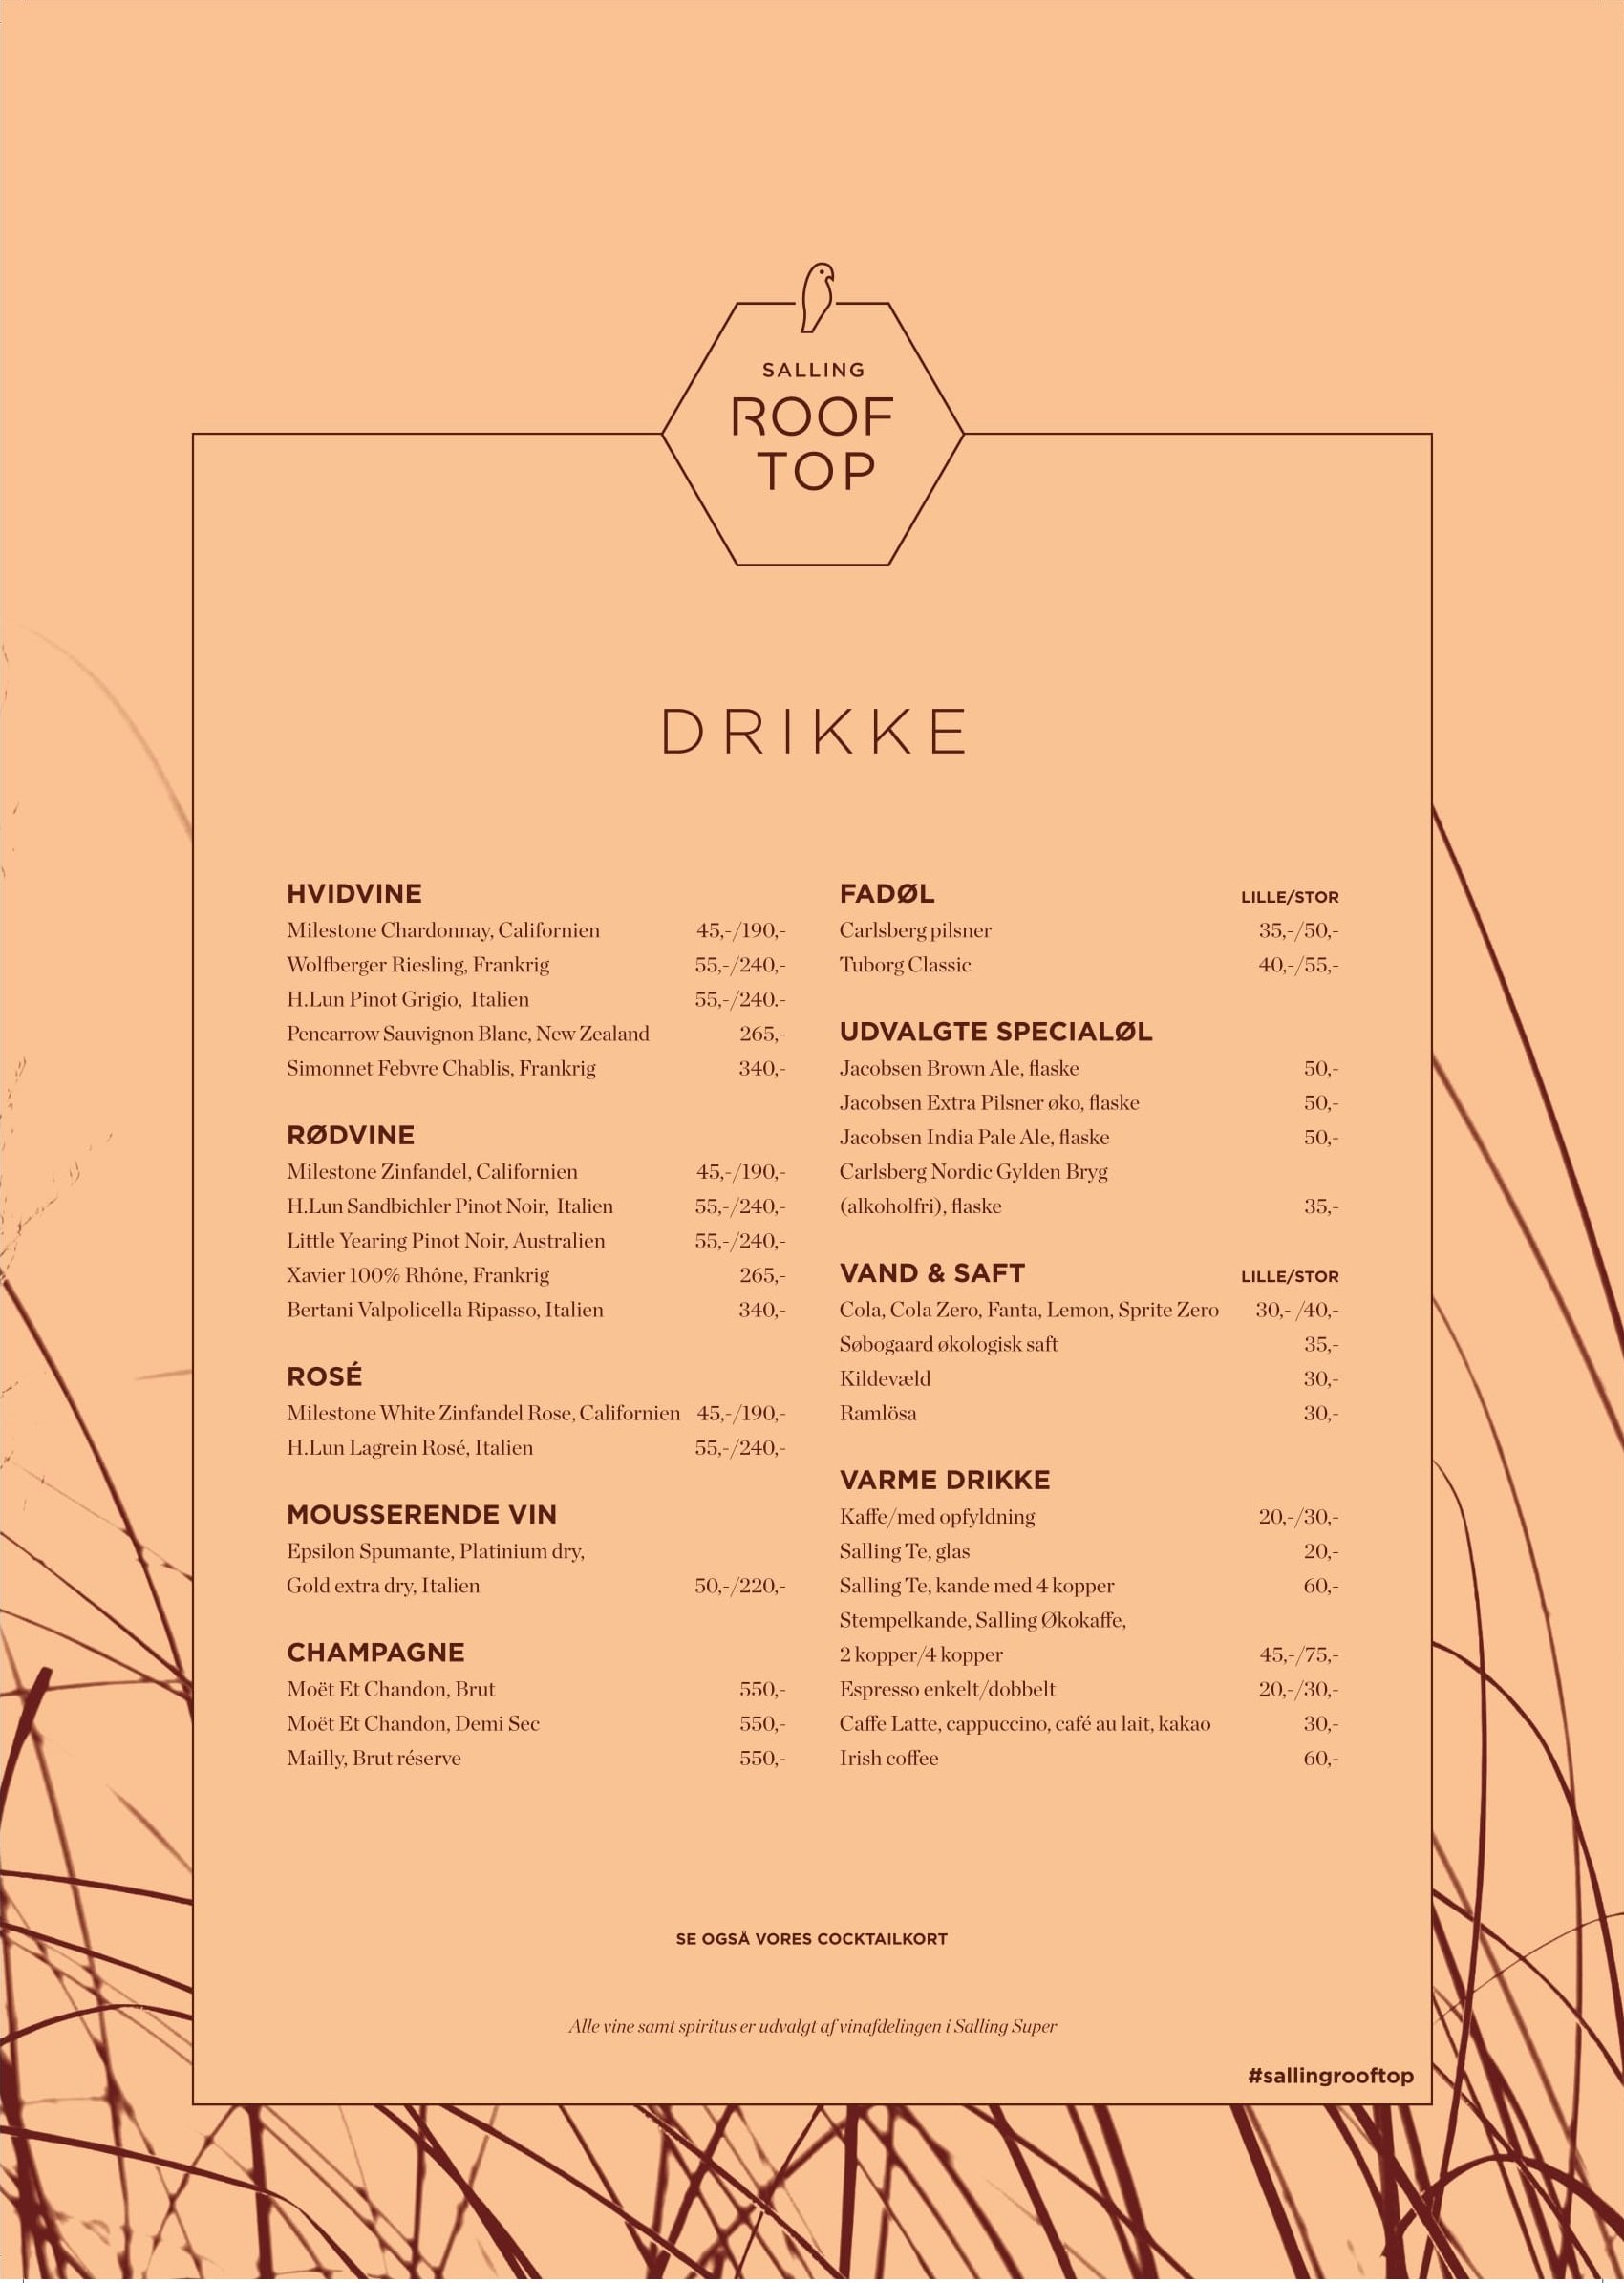 SALLING
ROOF
TOP
DRIKKE
HVIDVINE
Milestone Chardonnay, Californien 45,-/190,-
Wolfberger Riesling, Frankrig 55,-/240,-
H.Lun Pinot Grigio, Italien 55,-/240.-
Pencarrow Sauvignon Blanc, New Zealand 265,-
Simonnet Febvre Chablis, Frankrig 340,-
RØDVINE
Milestone Zinfandel, Californien 45,-/190,-
H.Lun Sandbichler Pinot Noir, Italien 55,-/240,-
Little Yearing Pinot Noir, Australien 55,-/240,-
Xavier 100% Rhône, Frankrig 265,-
Bertani Valpolicella Ripasso, Italien 340,-
ROSÉ
Milestone White Zinfandel Rose, Californien 45,-/190,-
H.Lun Lagrein Rosé, Italien 55,-/240,-
MOUSSERENDE VIN
Epsilon Spumante, Platinium dry,
Gold extra dry, Italien 50,-/220,-
CHAMPAGNE
Moët Et Chandon, Brut 550,-
Moët Et Chandon, Demi Sec 550,-
Mailly, Brut réserve 550,-
FADØL LILLE/STOR
Carlsberg pilsner 35,-/50,-
Tuborg Classic 40,-/55,-
UDVALGTE SPECIALØL
Jacobsen Brown Ale, flaske 50,-
Jacobsen Extra Pilsner øko, flaske 50,-
Jacobsen India Pale Ale, flaske 50,-
Carlsberg Nordic Gylden Bryg
(alkoholfri), flaske 35,-
VAND & SAFT LILLE/STOR
Cola, Cola Zero, Fanta, Lemon, Sprite Zero 30,- /40,-
Søbogaard økologisk saft 35,-
Kildevæld 30,-
Ramlösa 30,-
VARME DRIKKE
Kaffe/med opfyldning 20,-/30,-
Salling Te, glas 20,-
Salling Te, kande med 4 kopper 60,-
Stempelkande, Salling Økokaffe,
2 kopper/4 kopper 45,-/75,-
Espresso enkelt/dobbelt 20,-/30,-
Caffe Latte, cappuccino, café au lait, kakao 30,-
Irish coffee 60,-
SE OGSÅ VORES COCKTAILKORT
Alle vine samt spiritus er udvalgt af vinafdelingen i Salling Super
#sallingrooftop